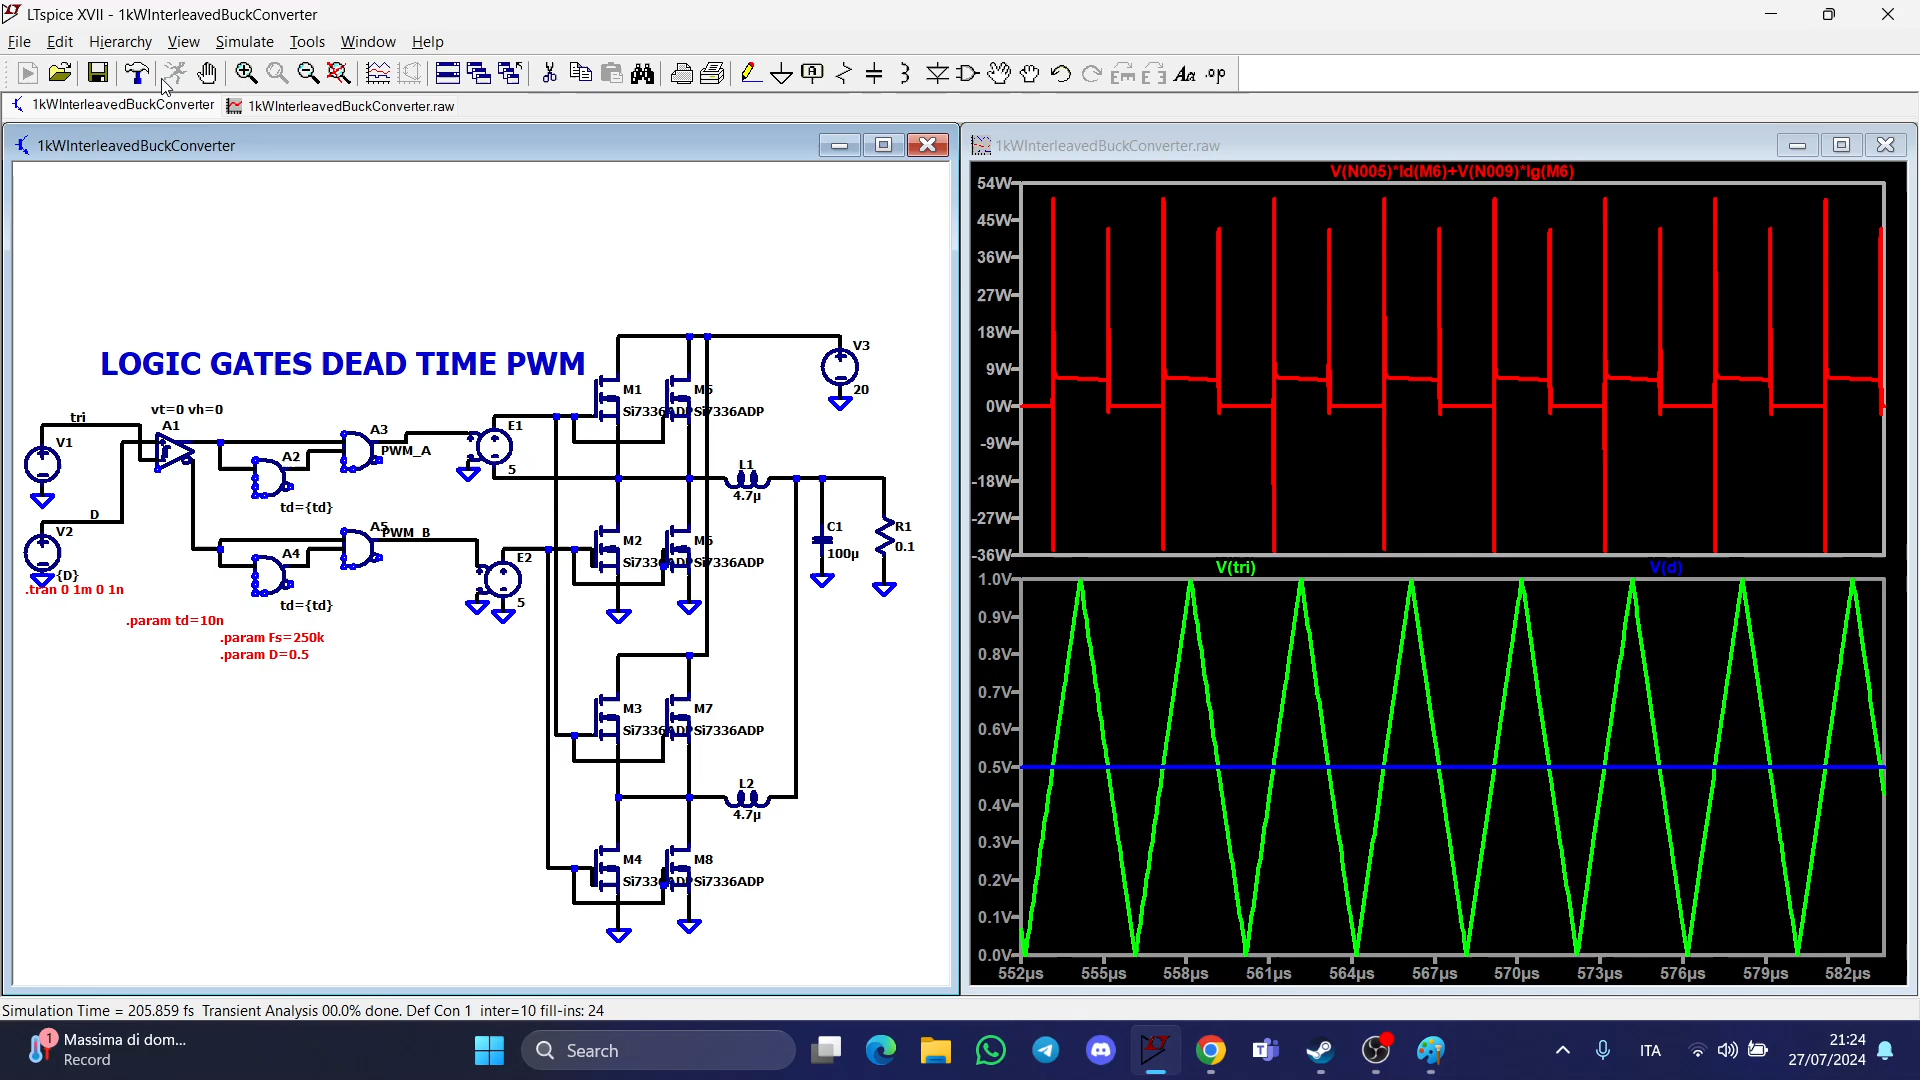 LTspice XVII - 1kWInterleavedBuckConverter
File Edit Hierarchy View Simulate Tools Window Help
1kWInterleavedBuckConverter 1kWInterleavedBuckConverter.raw
1kWInterleavedBuckConverter
LOGIC GATES DEAD TIME PWM
tri
V1
vt=0 vh=0
A1
A2
td={td}
A3
PWM_A
D
V2
{D}
.tran 0 1m 0 1n
A4
td={td}
A5
PWM_B
.param td=10n
.param Fs=250k
.param D=0.5
E1
5
E2
5
M1
Si7336ADP
M5
Si7336ADP
V3
20
L1
4.7µ
M2
Si7336ADP
M6
Si7336ADP
C1
100µ
R1
0.1
M3
Si7336ADP
M7
Si7336ADP
L2
4.7µ
M4
Si7336ADP
M8
Si7336ADP
1kWInterleavedBuckConverter.raw
V(N005)*Id(M6)+V(N009)*Ig(M6)
54W
45W
36W
27W
18W
9W
0W
-9W
-18W
-27W
-36W
V(tri) V(d)
1.0V
0.9V
0.8V
0.7V
0.6V
0.5V
0.4V
0.3V
0.2V
0.1V
0.0V
552µs 555µs 558µs 561µs 564µs 567µs 570µs 573µs 576µs 579µs 582µs
Simulation Time = 205.859 fs Transient Analysis 00.0% done. Def Con 1 inter=10 fill-ins: 24
1
Massima di dom...
Record
Search
ITA
21:24
27/07/2024